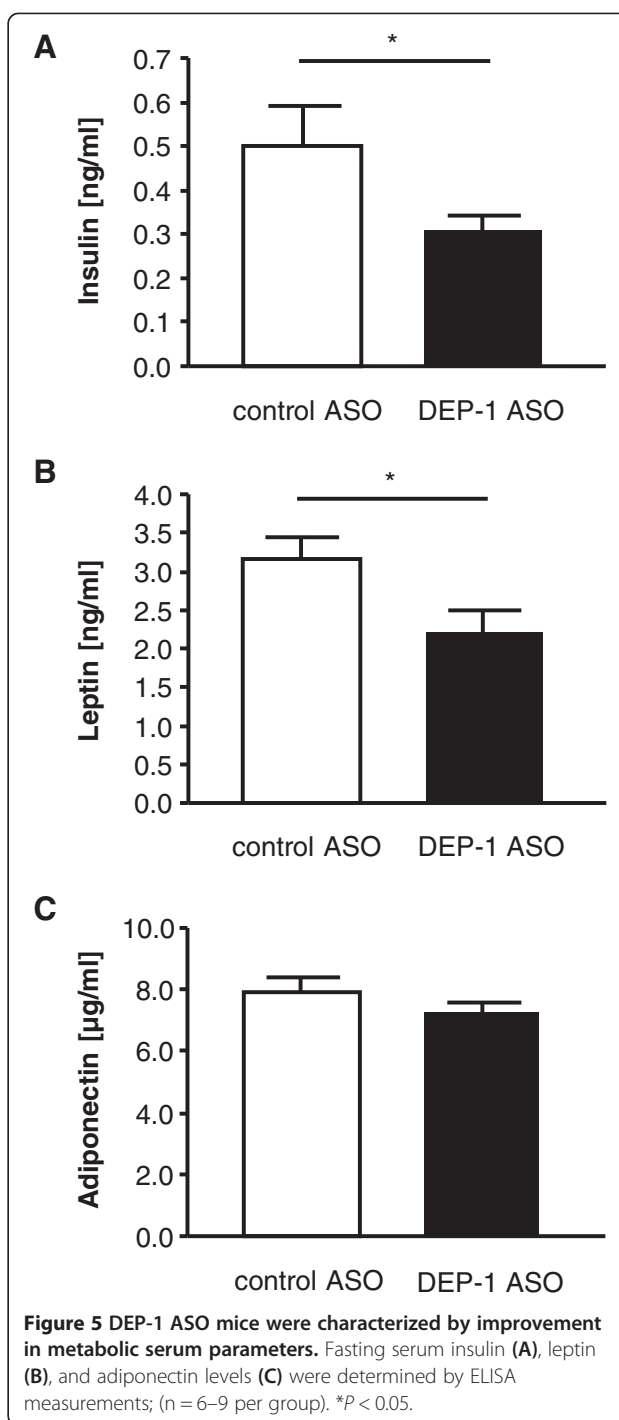 A
*
0.7
0.6
0.5
0.4
0.3
0.2
0.1
0.0
Insulin [ng/ml]
control ASO DEP-1 ASO
B
*
4.0
3.5
3.0
2.5
2.0
1.5
1.0
0.5
0.0
Leptin [ng/ml]
control ASO DEP-1 ASO
C
10.0
8.0
6.0
4.0
2.0
0.0
Adiponectin [µg/ml]
control ASO DEP-1 ASO
Figure 5 DEP-1 ASO mice were characterized by improvement
in metabolic serum parameters. Fasting serum insulin (A), leptin
(B), and adiponectin levels (C) were determined by ELISA
measurements; (n = 6–9 per group). *P < 0.05.